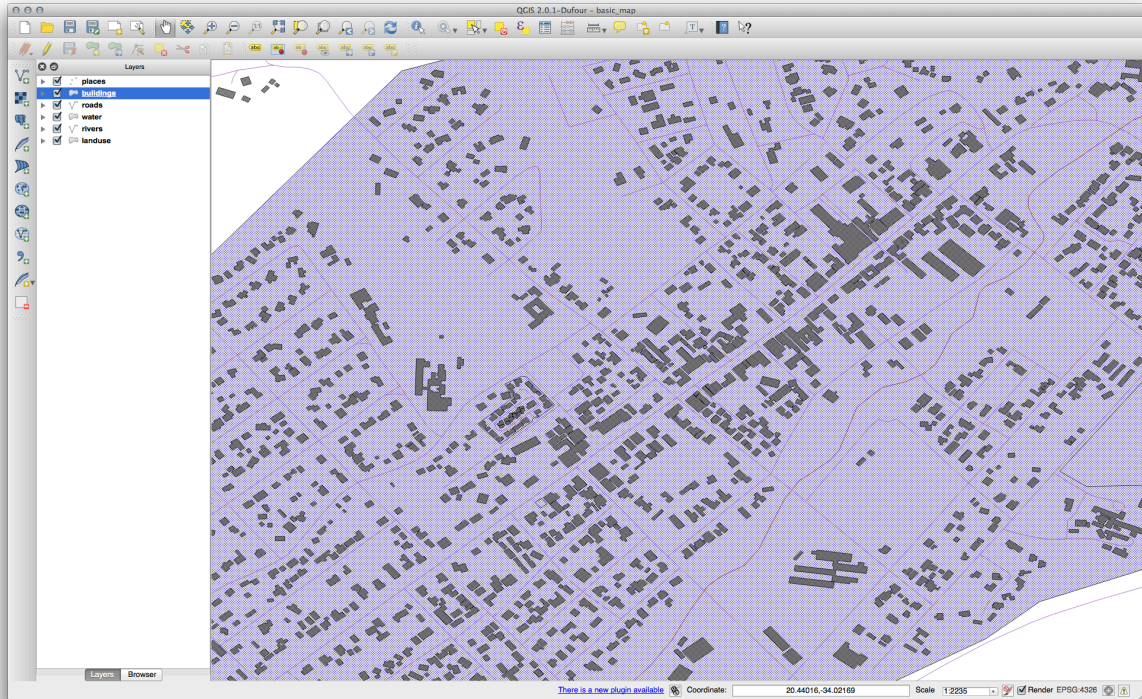 QGIS 2.0.1-Dufour - basic_map
Layers
places
buildings
roads
water
rivers
landuse
Layers Browser
There is a new plugin available Coordinate: 20.44016,-34.02169 Scale 1:2235 Render EPSG:4326